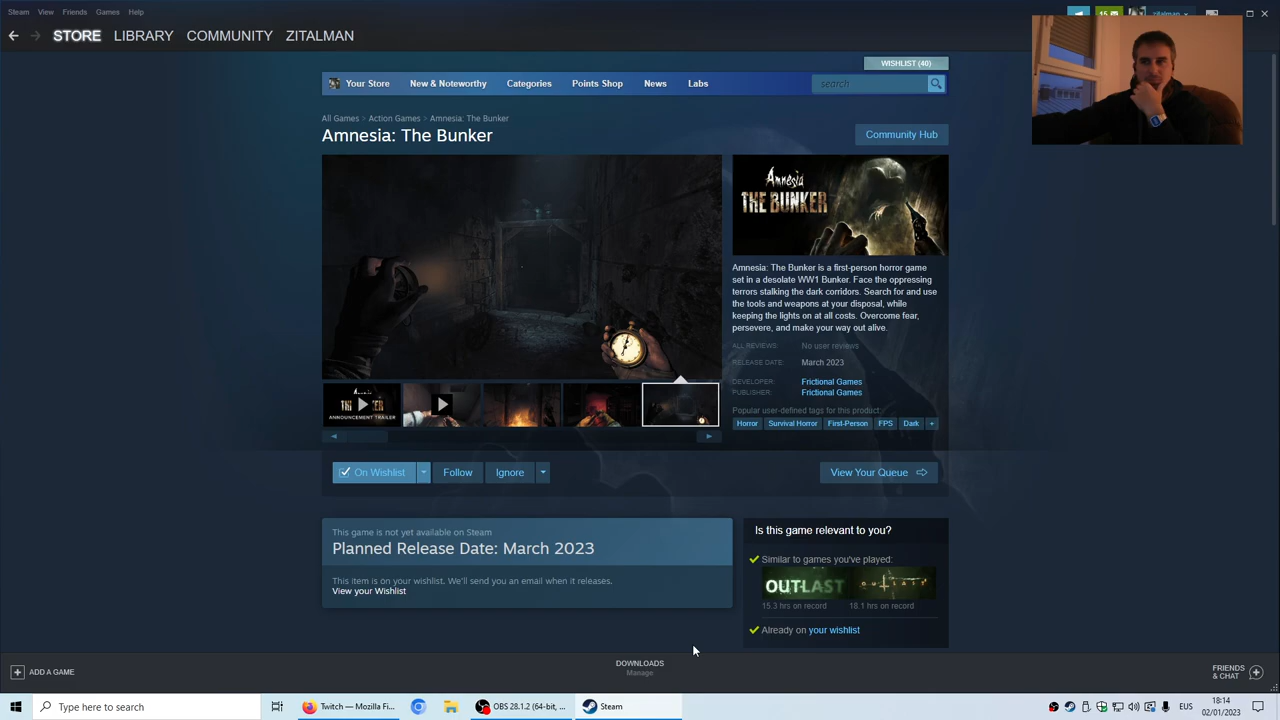 Steam View Friends Games Help
15
zitalman
STORE LIBRARY COMMUNITY ZITALMAN
WISHLIST (40)
Your Store New & Noteworthy Categories Points Shop News Labs
search
All Games > Action Games > Amnesia: The Bunker
Amnesia: The Bunker
Community Hub
Amnesia
THE BUNKER
Amnesia: The Bunker is a first-person horror game
set in a desolate WW1 Bunker. Face the oppressing
terrors stalking the dark corridors. Search for and use
the tools and weapons at your disposal, while
keeping the lights on at all costs. Overcome fear,
persevere, and make your way out alive.
ALL REVIEWS: No user reviews
RELEASE DATE: March 2023
DEVELOPER: Frictional Games
PUBLISHER: Frictional Games
Popular user-defined tags for this product:
Horror Survival Horror First-Person FPS Dark +
Amnesia
ANNOUNCEMENT TRAILER
On Wishlist Follow Ignore
View Your Queue
This game is not yet available on Steam
Planned Release Date: March 2023
This item is on your wishlist. We'll send you an email when it releases.
View your Wishlist
Is this game relevant to you?
Similar to games you've played:
OUTLAST outlast
15.3 hrs on record 18.1 hrs on record
Already on your wishlist
ADD A GAME
DOWNLOADS
Manage
FRIENDS
& CHAT
Type here to search
Twitch — Mozilla Fi...
OBS 28.1.2 (64-bit, ...
Steam
EUS
18:14
02/01/2023